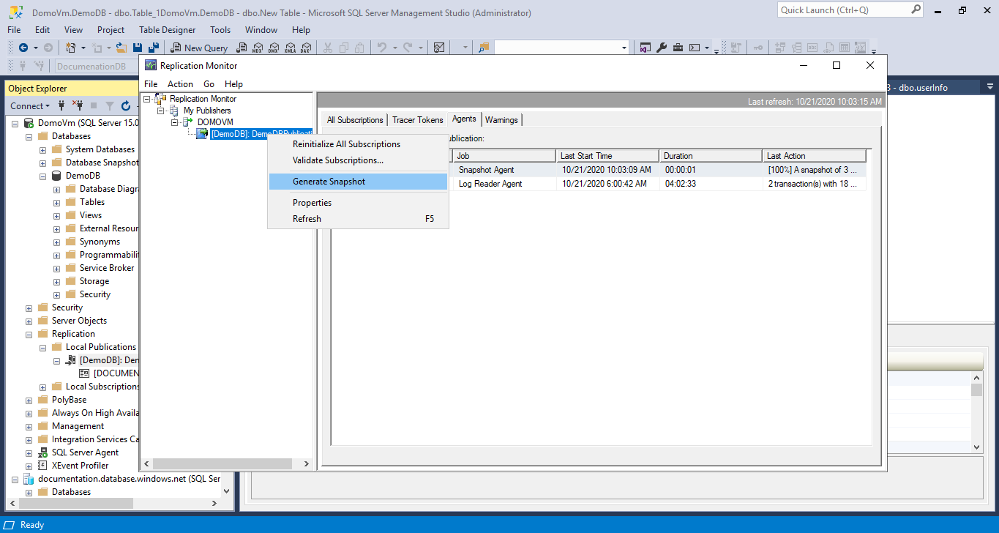 DomoVm.DemoDB - dbo.Table_1DomoVm.DemoDB - dbo.New Table - Microsoft SQL Server Management Studio (Administrator)
Quick Launch (Ctrl+Q)
File Edit View Project Table Designer Tools Window Help
New Query MDX DMX XMLA DAX
DocumenationDB
Replication Monitor
File Action Go Help
Object Explorer
Connect
DomoVm (SQL Server 15.0
Databases
System Databases
Database Snapshot
DemoDB
Database Diagra
Tables
Views
External Resour
Synonyms
Programmabilit
Service Broker
Storage
Security
Security
Server Objects
Replication
Local Publications
[DemoDB]: Den
[DOCUMEN
Local Subscriptions
PolyBase
Always On High Availa
Management
Integration Services Ca
SQL Server Agent
XEvent Profiler
documentation.database.windows.net (SQL Ser
Databases
Replication Monitor
My Publishers
DOMOVM
[DemoDB]: DemoDBPublicati
Reinitialize All Subscriptions
Validate Subscriptions...
Generate Snapshot
Properties
Refresh F5
Last refresh: 10/21/2020 10:03:15 AM
All Subscriptions Tracer Tokens Agents Warnings
ublication:
Job Last Start Time Duration Last Action
Snapshot Agent 10/21/2020 10:03:09 AM 00:00:01 [100%] A snapshot of 3 ...
Log Reader Agent 10/21/2020 6:00:42 AM 04:02:33 2 transaction(s) with 18 ...
3 - dbo.userInfo
Ready